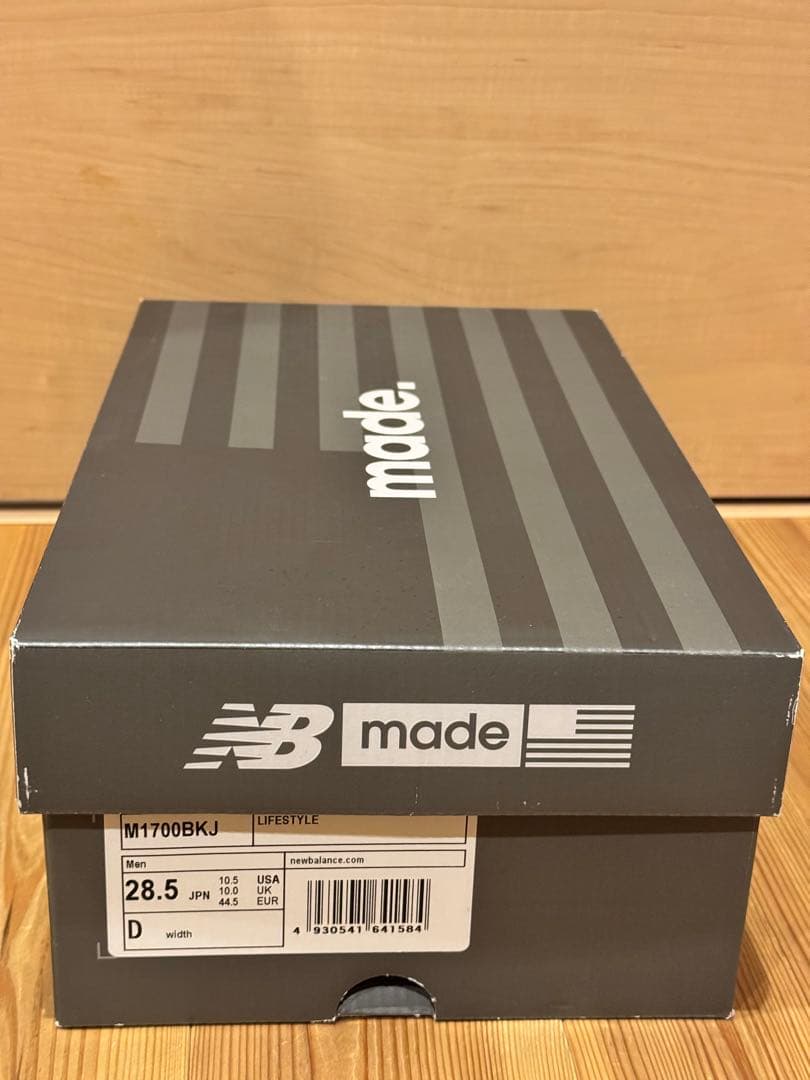 made.
NB made
M1700BKJ
LIFESTYLE
Men
newbalance.com
28.5 JPN
10.5 USA
10.0 UK
44.5 EUR
D width
4 930541 641584